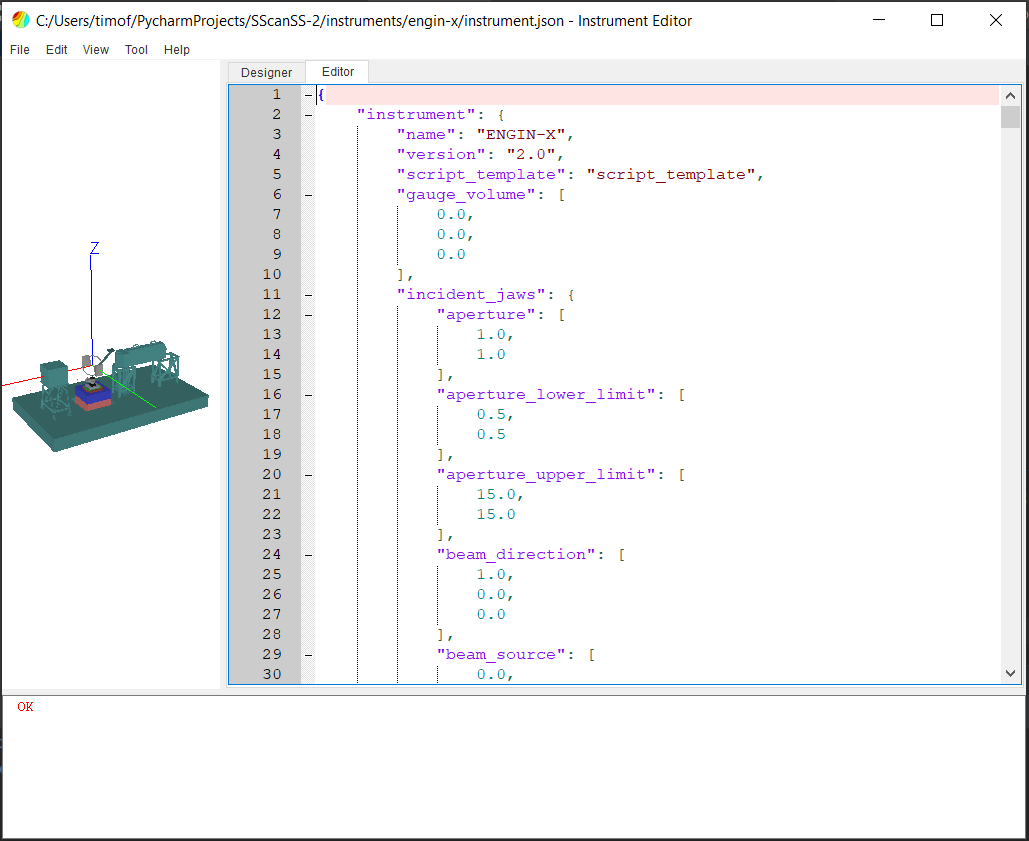 C:/Users/timof/PycharmProjects/SScanSS-2/instruments/engin-x/instrument.json - Instrument Editor
File Edit View Tool Help
Designer Editor
Z
1 {
2 "instrument": {
3 "name": "ENGIN-X",
4 "version": "2.0",
5 "script_template": "script_template",
6 "gauge_volume": [
7 0.0,
8 0.0,
9 0.0
10 ],
11 "incident_jaws": {
12 "aperture": [
13 1.0,
14 1.0
15 ],
16 "aperture_lower_limit": [
17 0.5,
18 0.5
19 ],
20 "aperture_upper_limit": [
21 15.0,
22 15.0
23 ],
24 "beam_direction": [
25 1.0,
26 0.0,
27 0.0
28 ],
29 "beam_source": [
30 0.0,
OK